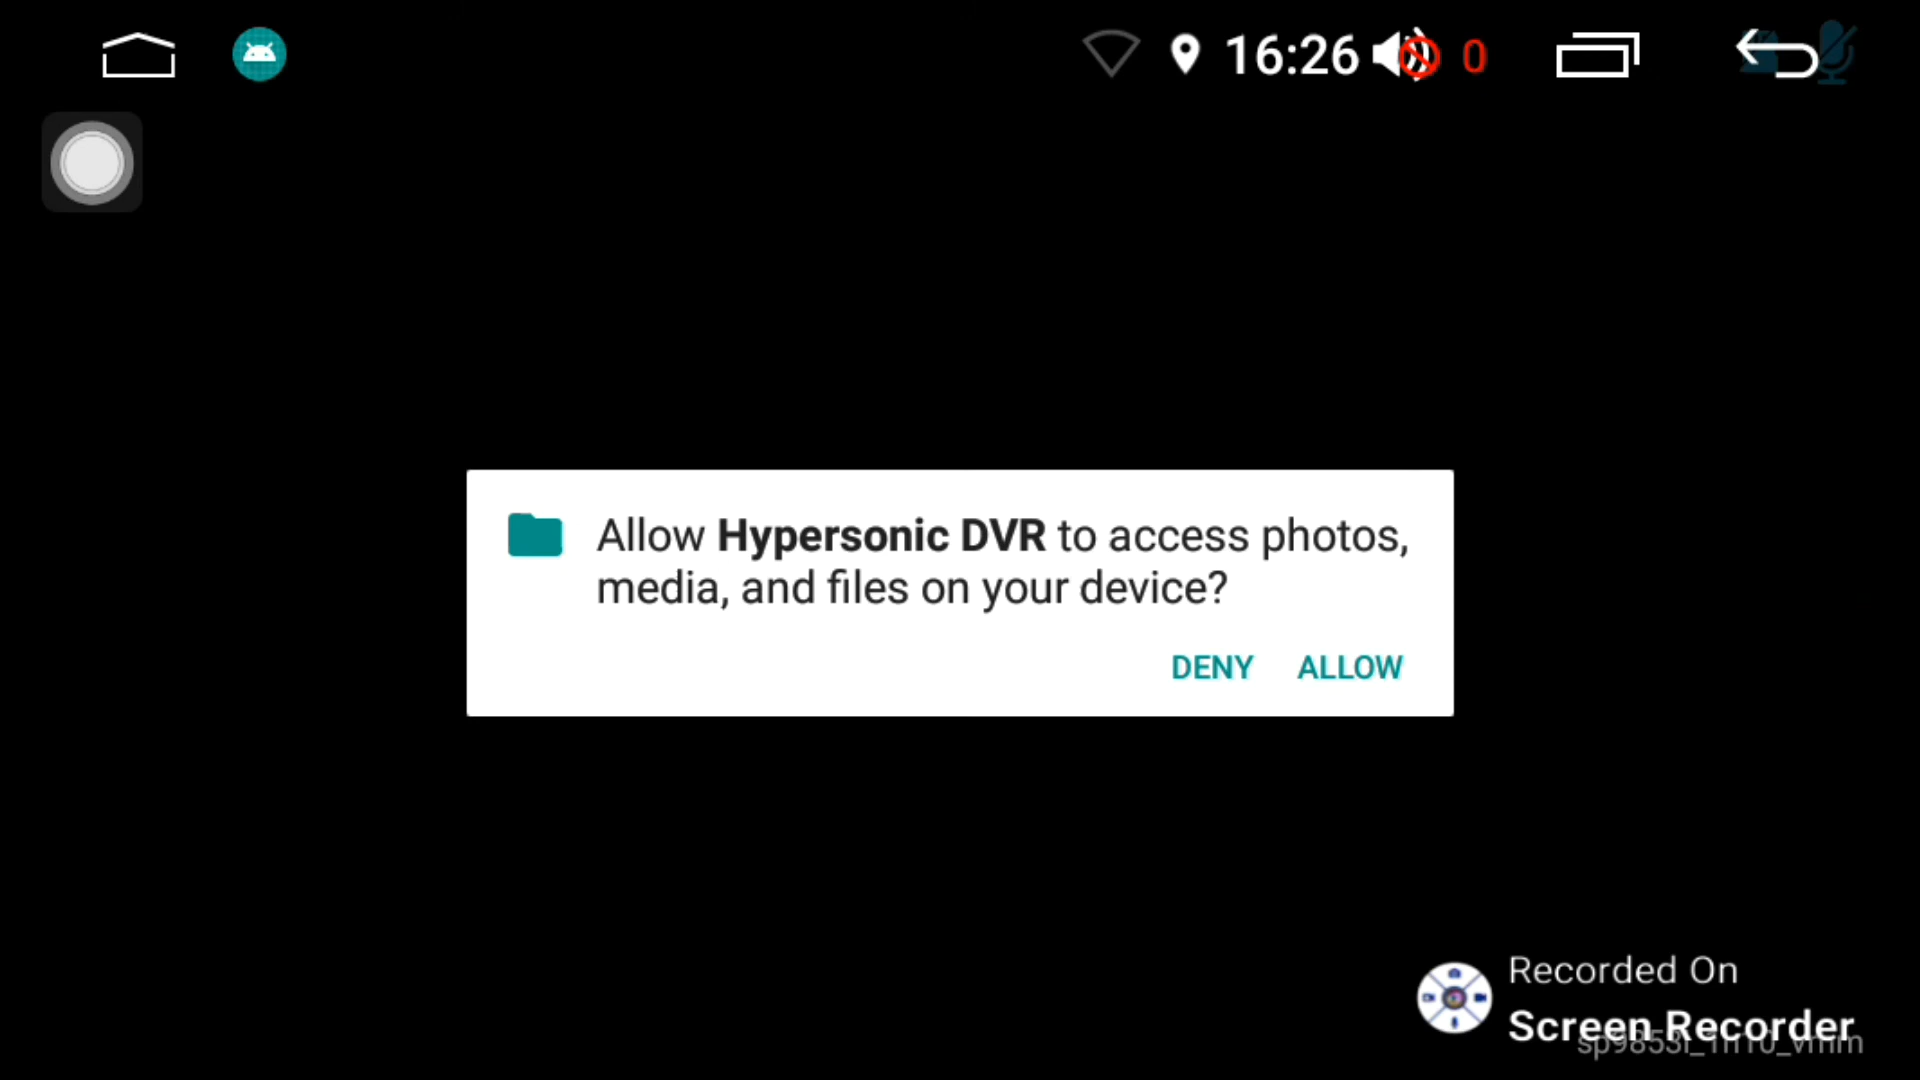 16:26 0
Allow Hypersonic DVR to access photos,
media, and files on your device?
DENY ALLOW
Recorded On
Screen Recorder